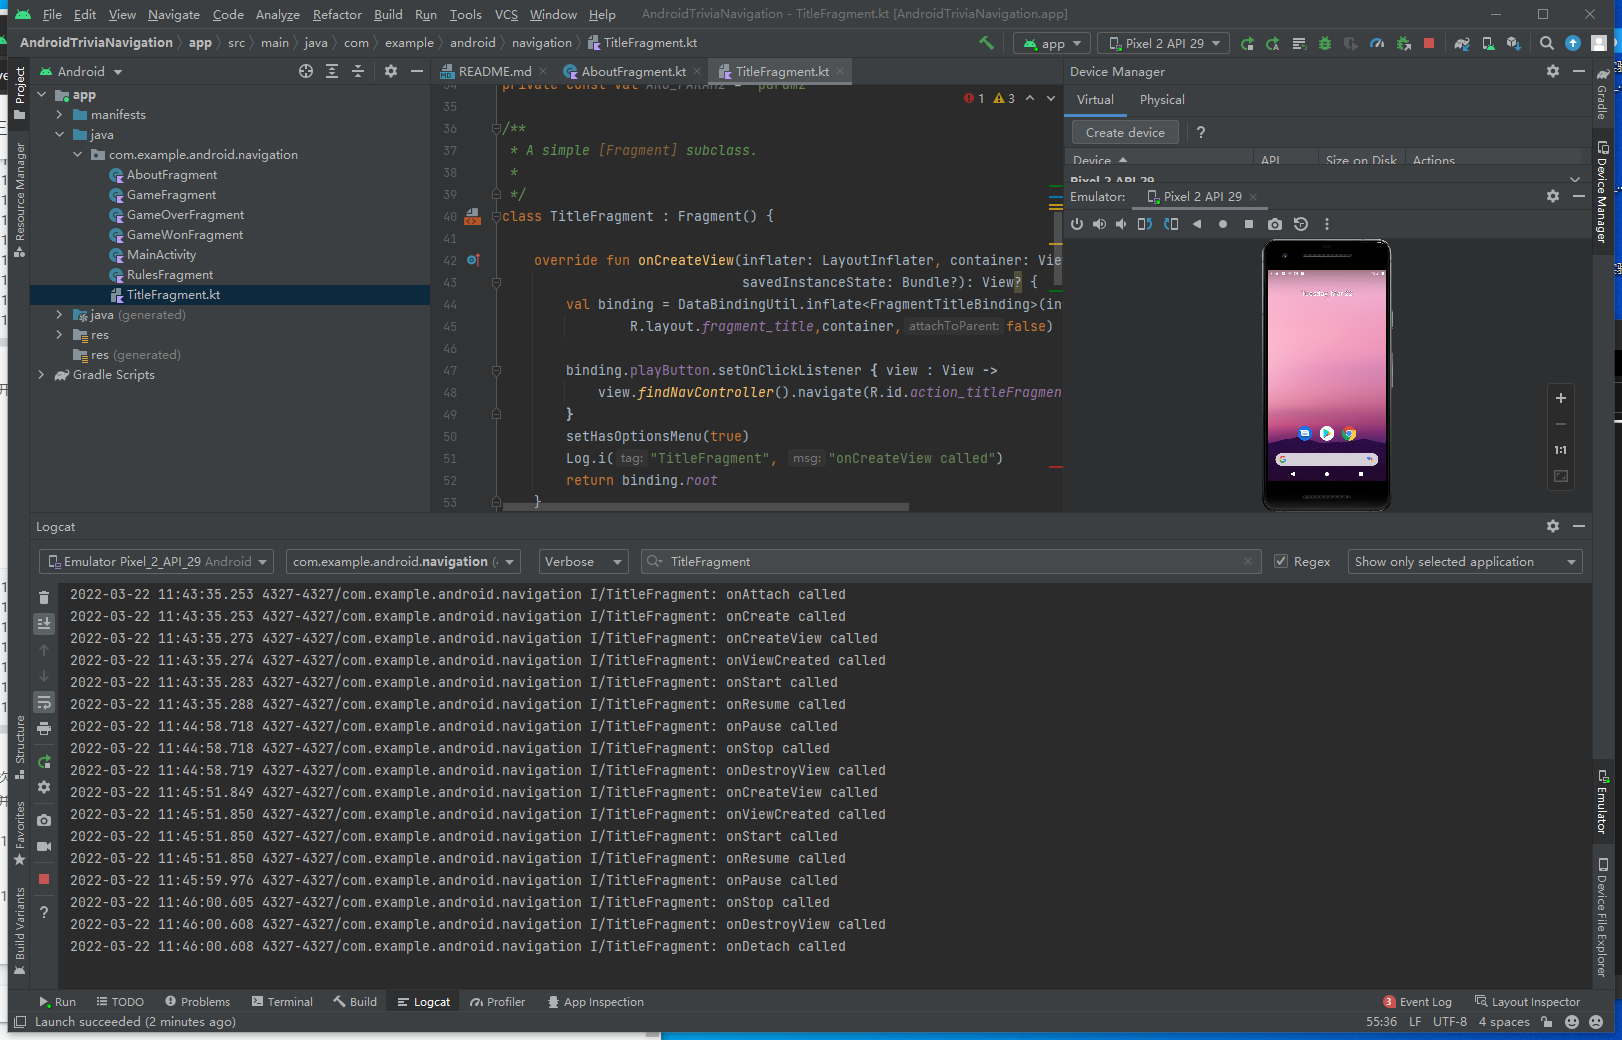 File Edit View Navigate Code Analyze Refactor Build Run Tools VCS Window Help AndroidTriviaNavigation - TitleFragment.kt [AndroidTriviaNavigation.app]
AndroidTriviaNavigation app src main java com example android navigation TitleFragment.kt
app Pixel 2 API 29
Project
Resource Manager
Structure
Favorites
Build Variants
Android
app
manifests
java
com.example.android.navigation
AboutFragment
GameFragment
GameOverFragment
GameWonFragment
MainActivity
RulesFragment
TitleFragment.kt
java (generated)
res
res (generated)
Gradle Scripts
README.md AboutFragment.kt TitleFragment.kt
1 3
34
35
36 /**
37 * A simple [Fragment] subclass.
38 *
39 */
40 class TitleFragment : Fragment() {
41
42 override fun onCreateView(inflater: LayoutInflater, container: Vie
43 savedInstanceState: Bundle?): View? {
44 val binding = DataBindingUtil.inflate<FragmentTitleBinding>(in
45 R.layout.fragment_title,container, attachToParent: false)
46
47 binding.playButton.setOnClickListener { view : View ->
48 view.findNavController().navigate(R.id.action_titleFragmen
49 }
50 setHasOptionsMenu(true)
51 Log.i( tag: "TitleFragment", msg: "onCreateView called")
52 return binding.root
53 }
Device Manager
Virtual Physical
Create device ?
Device API Size on Disk Actions
Pixel 2 API 29
Emulator: Pixel 2 API 29
Tuesday, Mar 22
1:1
Gradle
Device Manager
Emulator
Device File Explorer
Logcat
Emulator Pixel_2_API_29 Android com.example.android.navigation ( Verbose TitleFragment Regex Show only selected application
2022-03-22 11:43:35.253 4327-4327/com.example.android.navigation I/TitleFragment: onAttach called
2022-03-22 11:43:35.253 4327-4327/com.example.android.navigation I/TitleFragment: onCreate called
2022-03-22 11:43:35.273 4327-4327/com.example.android.navigation I/TitleFragment: onCreateView called
2022-03-22 11:43:35.274 4327-4327/com.example.android.navigation I/TitleFragment: onViewCreated called
2022-03-22 11:43:35.283 4327-4327/com.example.android.navigation I/TitleFragment: onStart called
2022-03-22 11:43:35.288 4327-4327/com.example.android.navigation I/TitleFragment: onResume called
2022-03-22 11:44:58.718 4327-4327/com.example.android.navigation I/TitleFragment: onPause called
2022-03-22 11:44:58.718 4327-4327/com.example.android.navigation I/TitleFragment: onStop called
2022-03-22 11:44:58.719 4327-4327/com.example.android.navigation I/TitleFragment: onDestroyView called
2022-03-22 11:45:51.849 4327-4327/com.example.android.navigation I/TitleFragment: onCreateView called
2022-03-22 11:45:51.850 4327-4327/com.example.android.navigation I/TitleFragment: onViewCreated called
2022-03-22 11:45:51.850 4327-4327/com.example.android.navigation I/TitleFragment: onStart called
2022-03-22 11:45:51.850 4327-4327/com.example.android.navigation I/TitleFragment: onResume called
2022-03-22 11:45:59.976 4327-4327/com.example.android.navigation I/TitleFragment: onPause called
2022-03-22 11:46:00.605 4327-4327/com.example.android.navigation I/TitleFragment: onStop called
2022-03-22 11:46:00.608 4327-4327/com.example.android.navigation I/TitleFragment: onDestroyView called
2022-03-22 11:46:00.608 4327-4327/com.example.android.navigation I/TitleFragment: onDetach called
Run TODO Problems Terminal Build Logcat Profiler App Inspection 3 Event Log Layout Inspector
Launch succeeded (2 minutes ago) 55:36 LF UTF-8 4 spaces